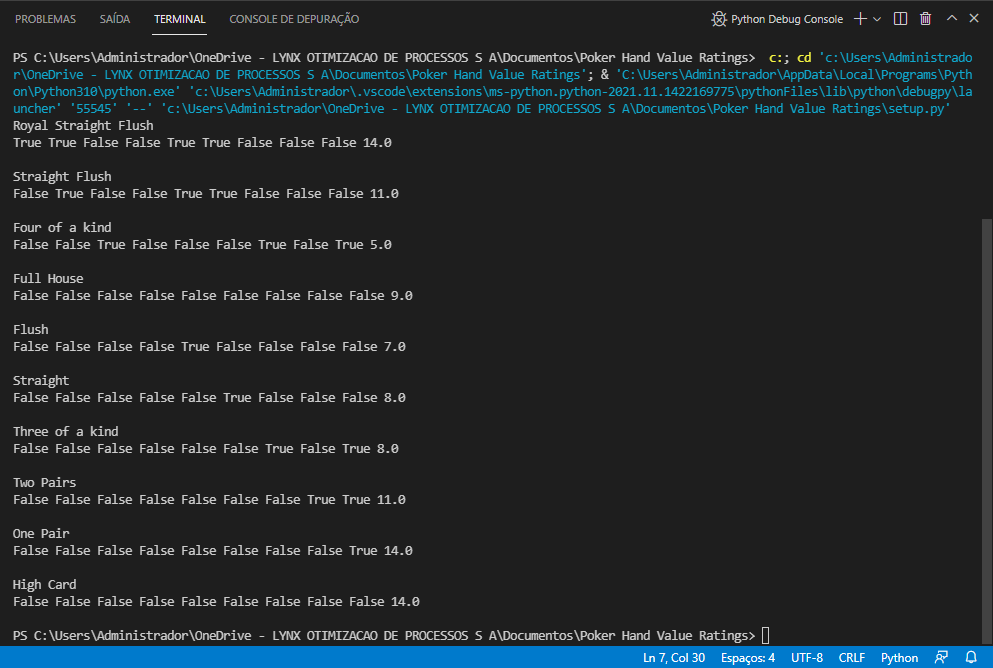 PROBLEMAS SAÍDA TERMINAL CONSOLE DE DEPURAÇÃO Python Debug Console
PS C:\Users\Administrador\OneDrive - LYNX OTIMIZACAO DE PROCESSOS S A\Documentos\Poker Hand Value Ratings> c:; cd 'c:\Users\Administrado
r\OneDrive - LYNX OTIMIZACAO DE PROCESSOS S A\Documentos\Poker Hand Value Ratings'; & 'C:\Users\Administrador\AppData\Local\Programs\Pyth
on\Python310\python.exe' 'c:\Users\Administrador\.vscode\extensions\ms-python.python-2021.11.1422169775\pythonFiles\lib\python\debugpy\la
uncher' '55545' '--' 'c:\Users\Administrador\OneDrive - LYNX OTIMIZACAO DE PROCESSOS S A\Documentos\Poker Hand Value Ratings\setup.py'
Royal Straight Flush
True True False False True True False False False 14.0
Straight Flush
False True False False True True False False False 11.0
Four of a kind
False False True False False False True False True 5.0
Full House
False False False False False False False False False 9.0
Flush
False False False False True False False False False 7.0
Straight
False False False False False True False False False 8.0
Three of a kind
False False False False False False True False True 8.0
Two Pairs
False False False False False False False True True 11.0
One Pair
False False False False False False False False True 14.0
High Card
False False False False False False False False False 14.0
PS C:\Users\Administrador\OneDrive - LYNX OTIMIZACAO DE PROCESSOS S A\Documentos\Poker Hand Value Ratings>
Ln 7, Col 30 Espaços: 4 UTF-8 CRLF Python